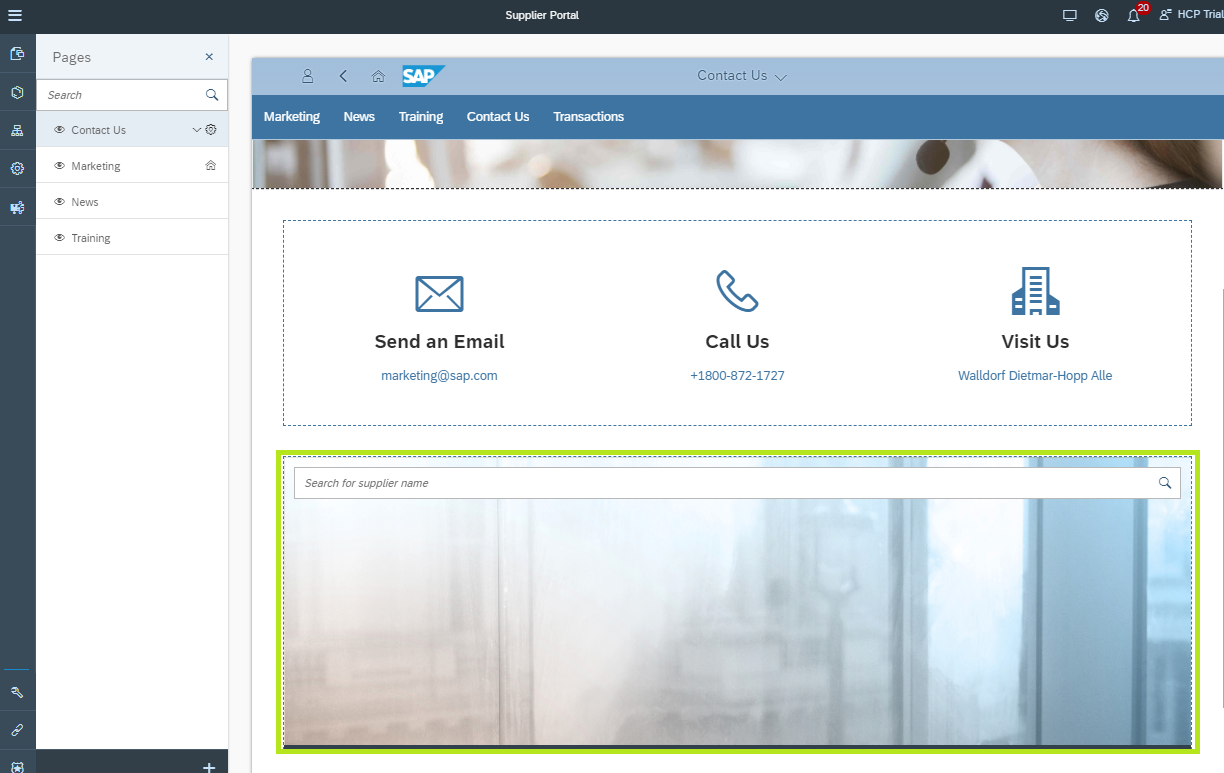 Supplier Portal
20
HCP Trial
Pages
Search
Contact Us
Marketing
News
Training
SAP
Contact Us
Marketing News Training Contact Us Transactions
Send an Email Call Us Visit Us
marketing@sap.com +1800-872-1727 Walldorf Dietmar-Hopp Alle
Search for supplier name